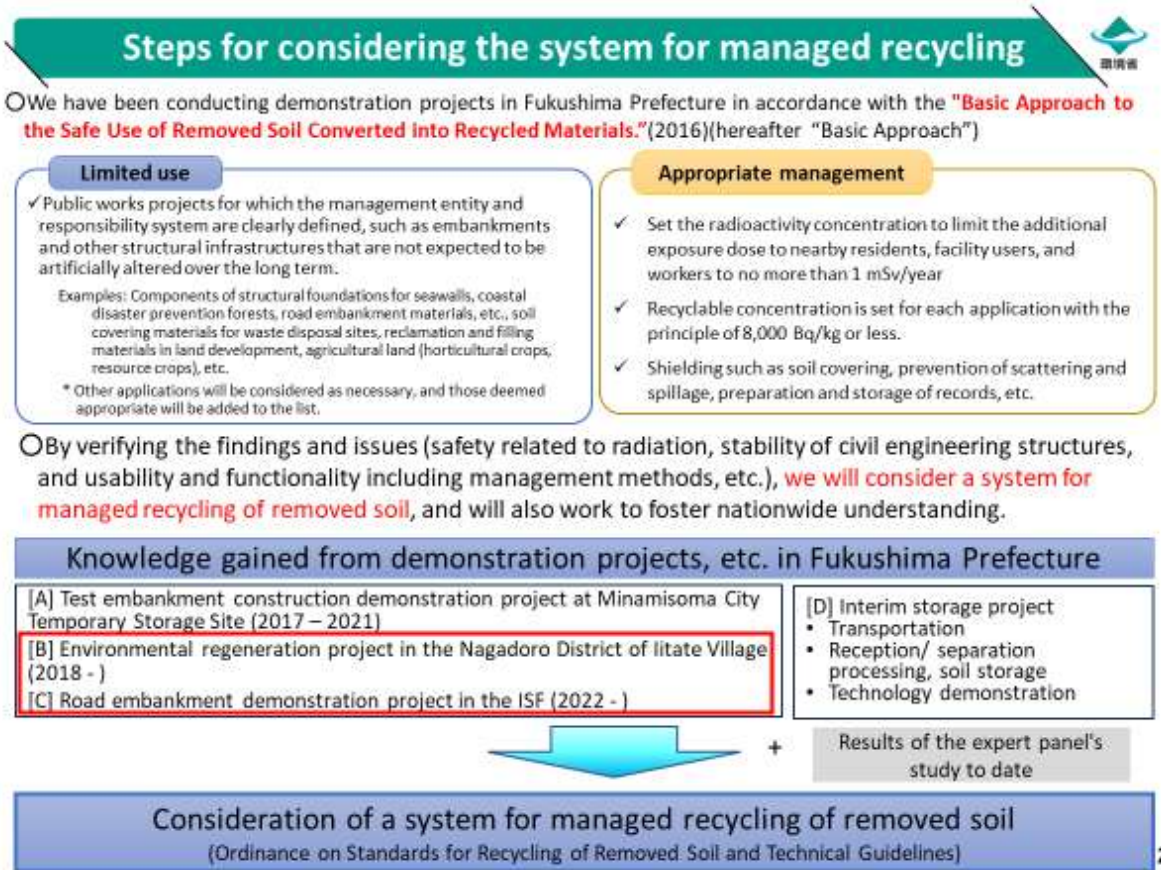 Steps for considering the system for managed recycling
環境省
○We have been conducting demonstration projects in Fukushima Prefecture in accordance with the "Basic Approach to
the Safe Use of Removed Soil Converted into Recycled Materials."(2016)(hereafter "Basic Approach")
Limited use
✓Public works projects for which the management entity and
responsibility system are clearly defined, such as embankments
and other structural infrastructures that are not expected to be
artificially altered over the long term.
Examples: Components of structural foundations for seawalls, coastal
disaster prevention forests, road embankment materials, etc., soil
covering materials for waste disposal sites, reclamation and filling
materials in land development, agricultural land (horticultural crops,
resource crops), etc.
* Other applications will be considered as necessary, and those deemed
appropriate will be added to the list.
Appropriate management
✓ Set the radioactivity concentration to limit the additional
exposure dose to nearby residents, facility users, and
workers to no more than 1 mSv/year
✓ Recyclable concentration is set for each application with the
principle of 8,000 Bq/kg or less.
✓ Shielding such as soil covering, prevention of scattering and
spillage, preparation and storage of records, etc.
○By verifying the findings and issues (safety related to radiation, stability of civil engineering structures,
and usability and functionality including management methods, etc.), we will consider a system for
managed recycling of removed soil, and will also work to foster nationwide understanding.
Knowledge gained from demonstration projects, etc. in Fukushima Prefecture
[A] Test embankment construction demonstration project at Minamisoma City
Temporary Storage Site (2017 – 2021)
[B] Environmental regeneration project in the Nagadoro District of Iitate Village
(2018 - )
[C] Road embankment demonstration project in the ISF (2022 - )
[D] Interim storage project
• Transportation
• Reception/ separation
processing, soil storage
• Technology demonstration
+
Results of the expert panel's
study to date
Consideration of a system for managed recycling of removed soil
(Ordinance on Standards for Recycling of Removed Soil and Technical Guidelines)